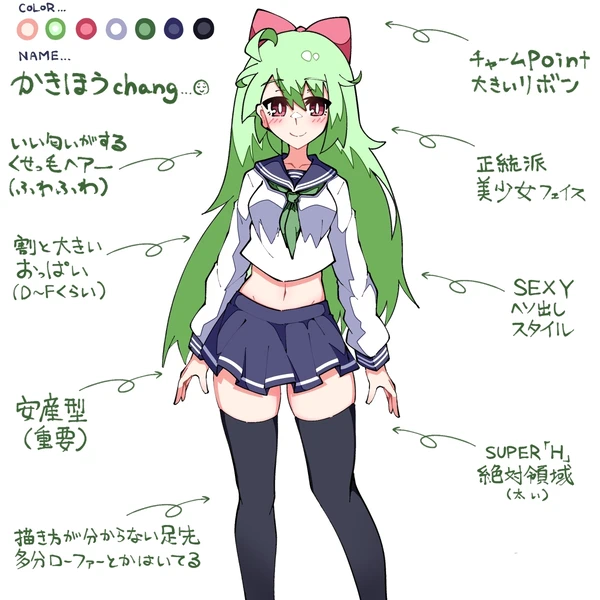 COLOR...
NAME...
かきほうchang...
チャームPoint
大きいリボン
いい匂いがする
くせっ毛ヘアー
(ふわふわ)
正統派
美少女フェイス
割と大きい
おっぱい
(D〜Fくらい)
SEXY
ヘソ出し
スタイル
安産型
(重要)
SUPER「H」
絶対領域
(太い)
描き方が分からない足先
多分ローファーとかはいてる